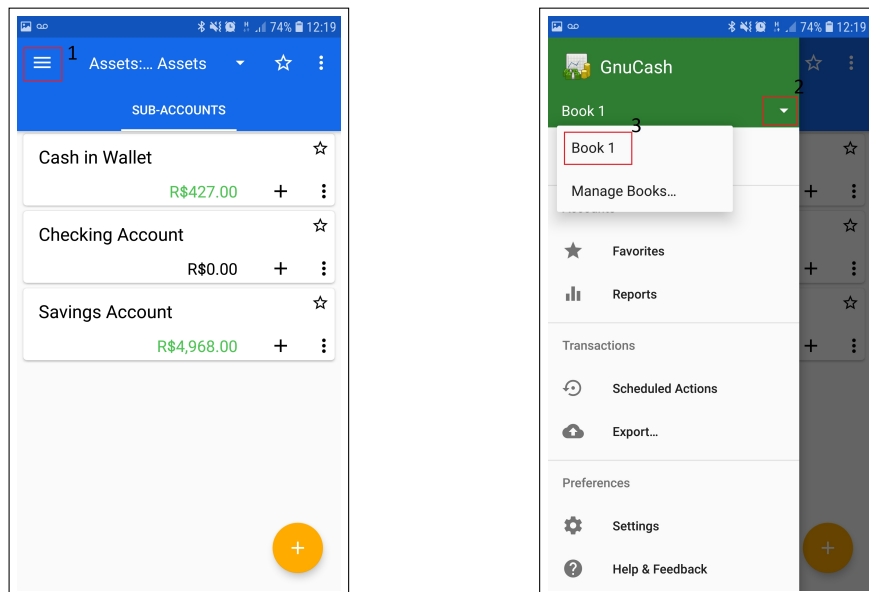 74% 12:19
1
Assets:... Assets
SUB-ACCOUNTS
Cash in Wallet
R$427.00
Checking Account
R$0.00
Savings Account
R$4,968.00
74% 12:19
GnuCash
2
Book 1
3
Book 1
Manage Books...
Favorites
Reports
Transactions
Scheduled Actions
Export...
Preferences
Settings
Help & Feedback